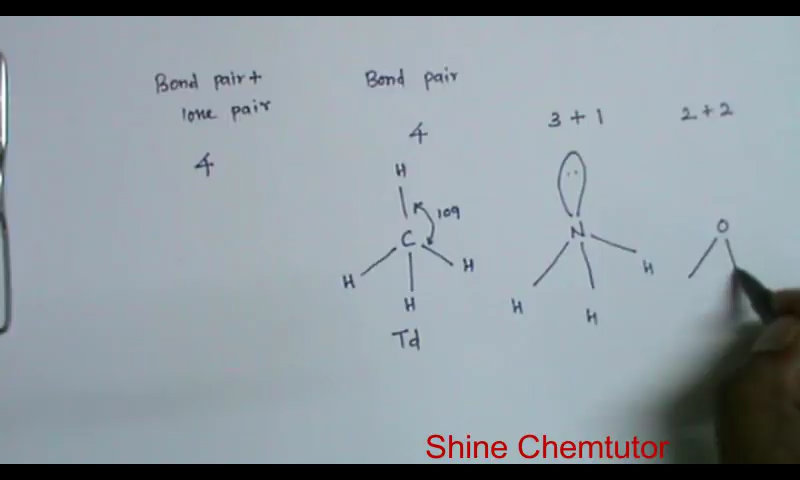 Bond pair +
lone pair
4
Bond pair
4
H
109
C
H
H
H
Td
3 + 1
··
N
H
H
H
2 + 2
O
Shine Chemtutor